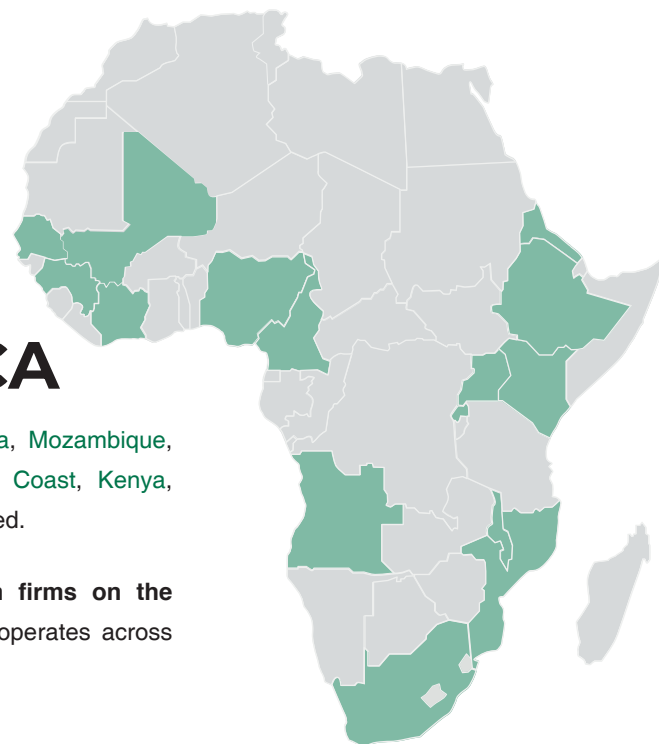 CA
a, Mozambique,
Coast, Kenya,
ed.
firms on the
operates across